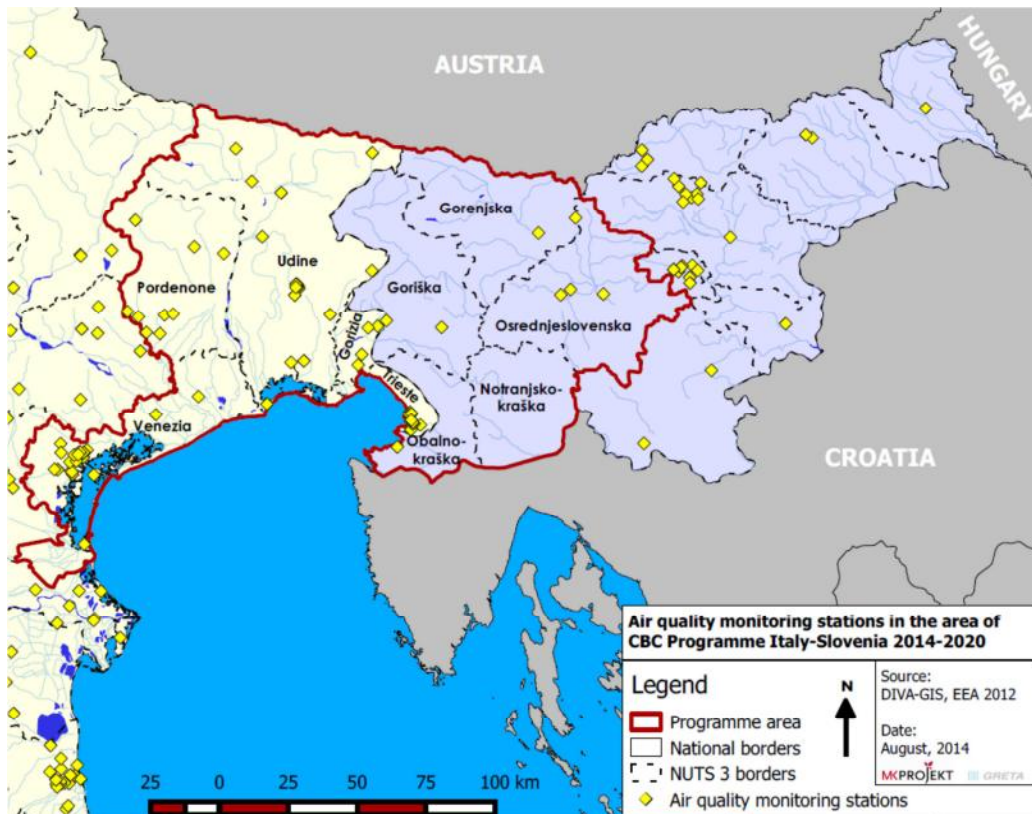 AUSTRIA
HUNGARY
Gorenjska
Udine
Pordenone
Goriška
Gorizia
Osrednjeslovenska
Trieste
Notranjsko-
kraška
Venezia
Obalno-
kraška
CROATIA
Air quality monitoring stations in the area of
CBC Programme Italy-Slovenia 2014-2020
Legend
Programme area
National borders
NUTS 3 borders
Air quality monitoring stations
N
Source:
DIVA-GIS, EEA 2012
Date:
August, 2014
MKPROJEKT GRETA
25 0 25 50 75 100 km